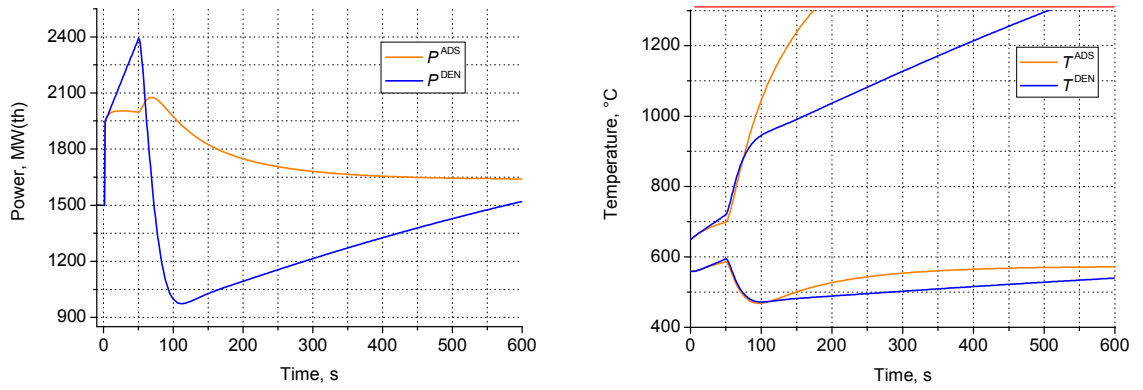 Power, MW(th)
2400
2100
1800
1500
1200
900
P^ADS
P^DEN
0 100 200 300 400 500 600
Time, s
Temperature, °C
1200
1000
800
600
400
T^ADS
T^DEN
0 100 200 300 400 500 600
Time, s